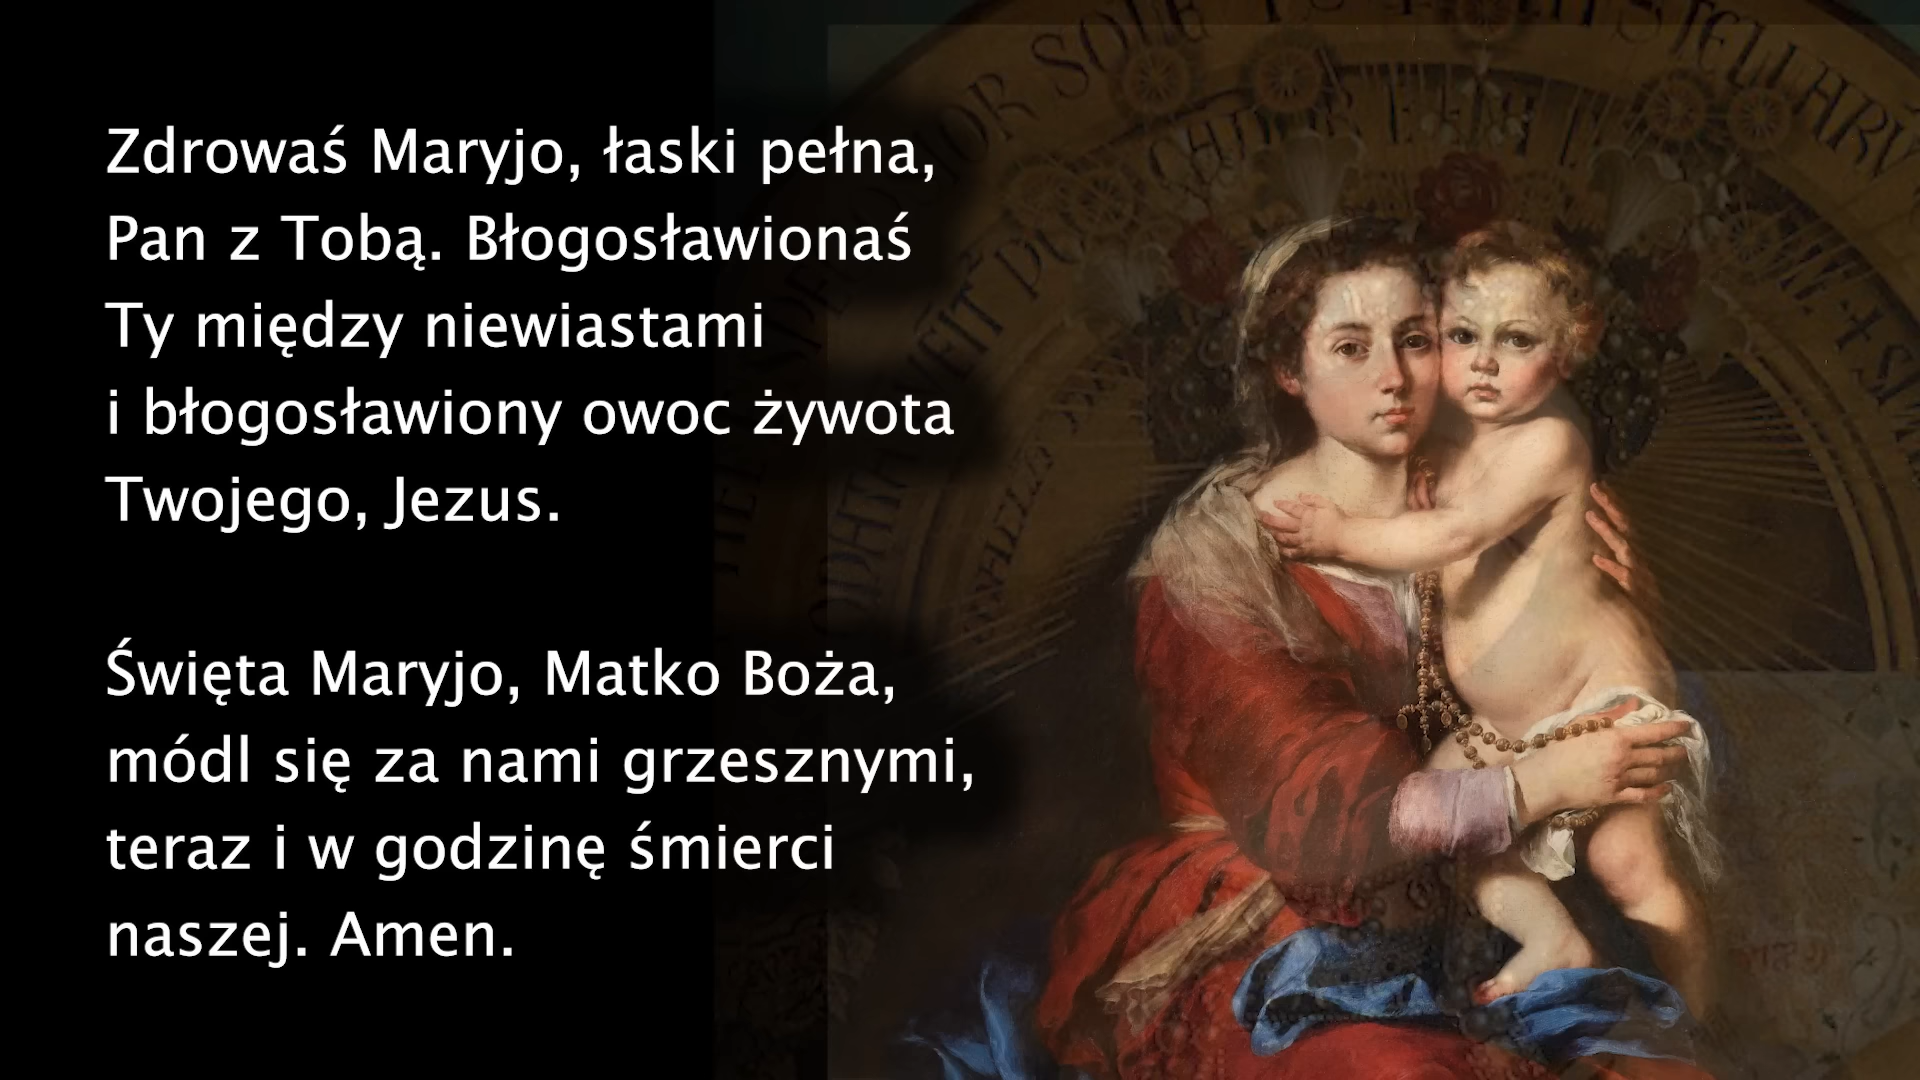 Zdrowaś Maryjo, łaski pełna,
Pan z Tobą. Błogosławionaś
Ty między niewiastami
i błogosławiony owoc żywota
Twojego, Jezus.
Święta Maryjo, Matko Boża,
módl się za nami grzesznymi,
teraz i w godzinę śmierci
naszej. Amen.